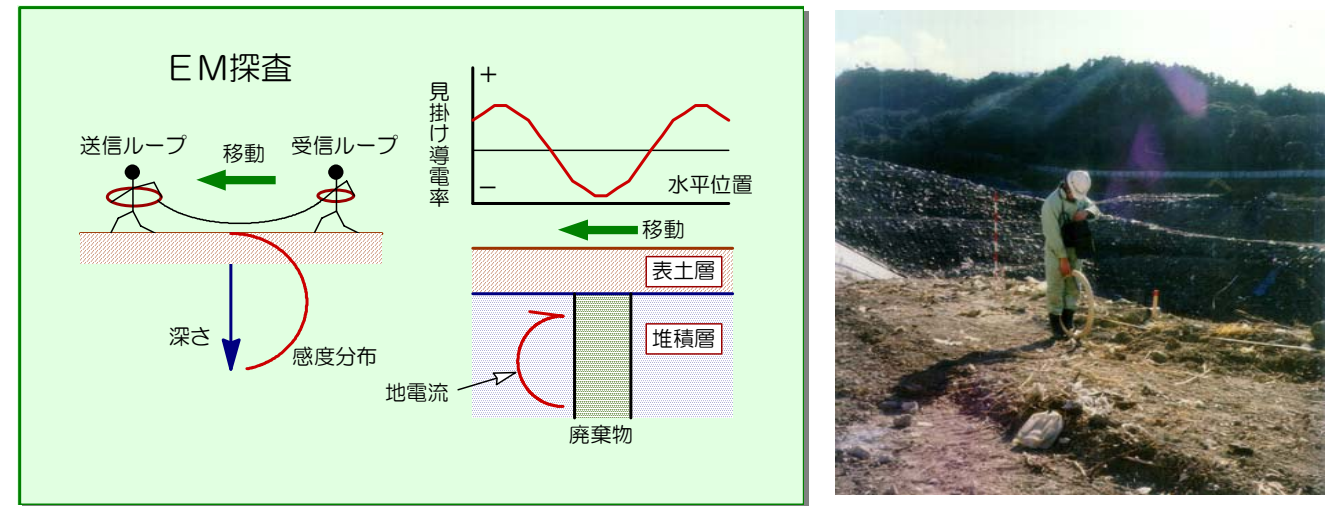 EM探査
送信ループ
移動
受信ループ
深さ
感度分布
見掛け導電率
+
−
水平位置
移動
表土層
堆積層
地電流
廃棄物